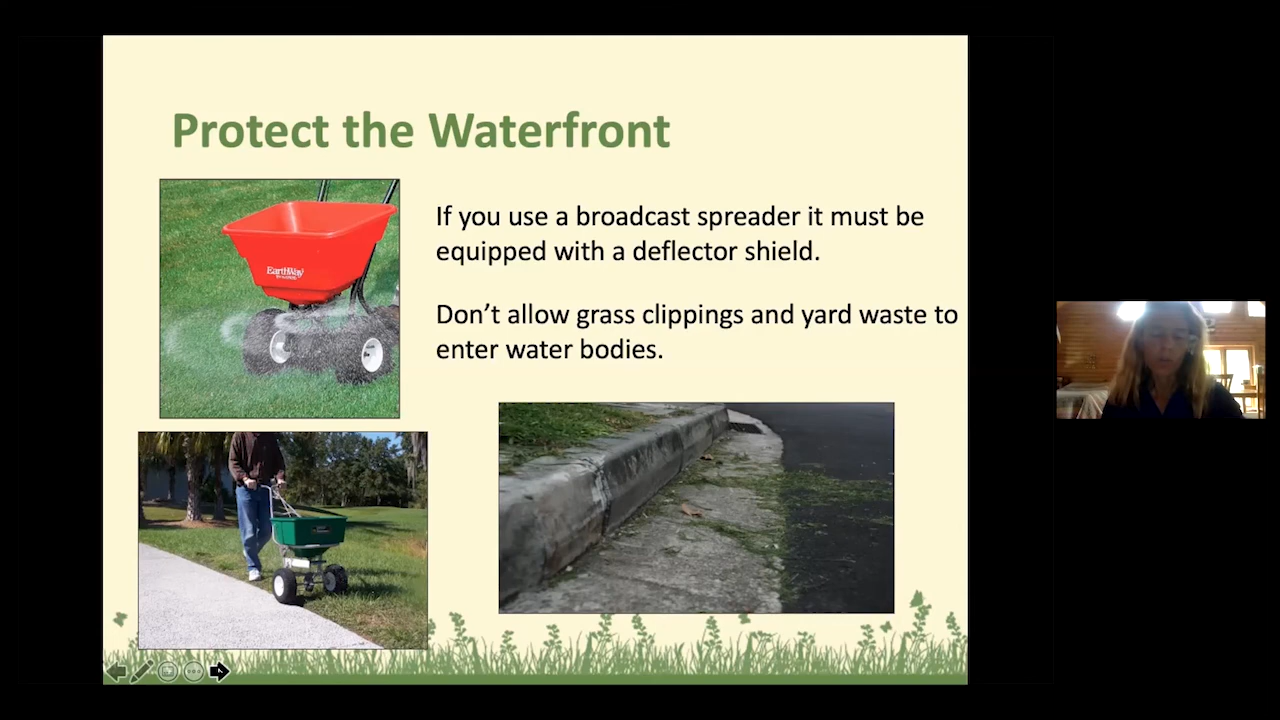 Protect the Waterfront
EarthWay
If you use a broadcast spreader it must be
equipped with a deflector shield.
Don’t allow grass clippings and yard waste to
enter water bodies.